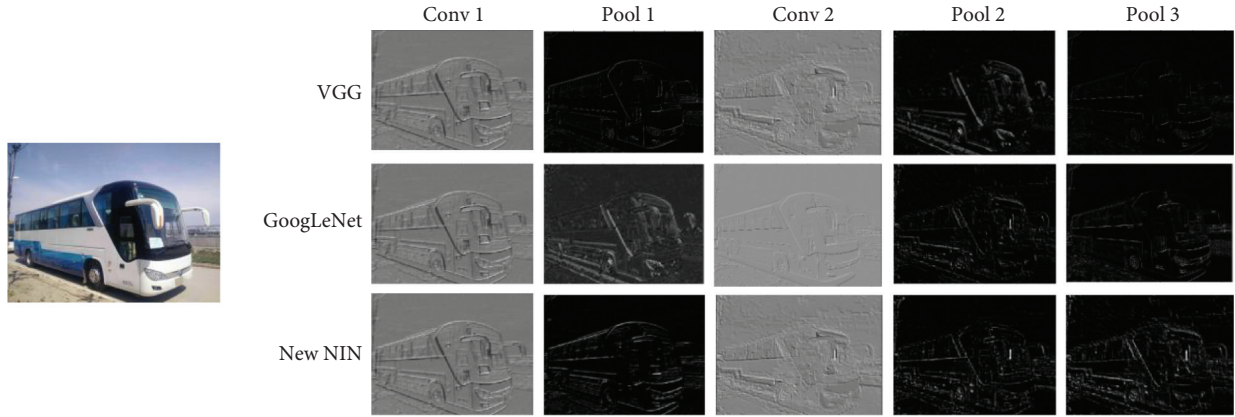 Conv 1 Pool 1 Conv 2 Pool 2 Pool 3
VGG
GoogLeNet
New NIN